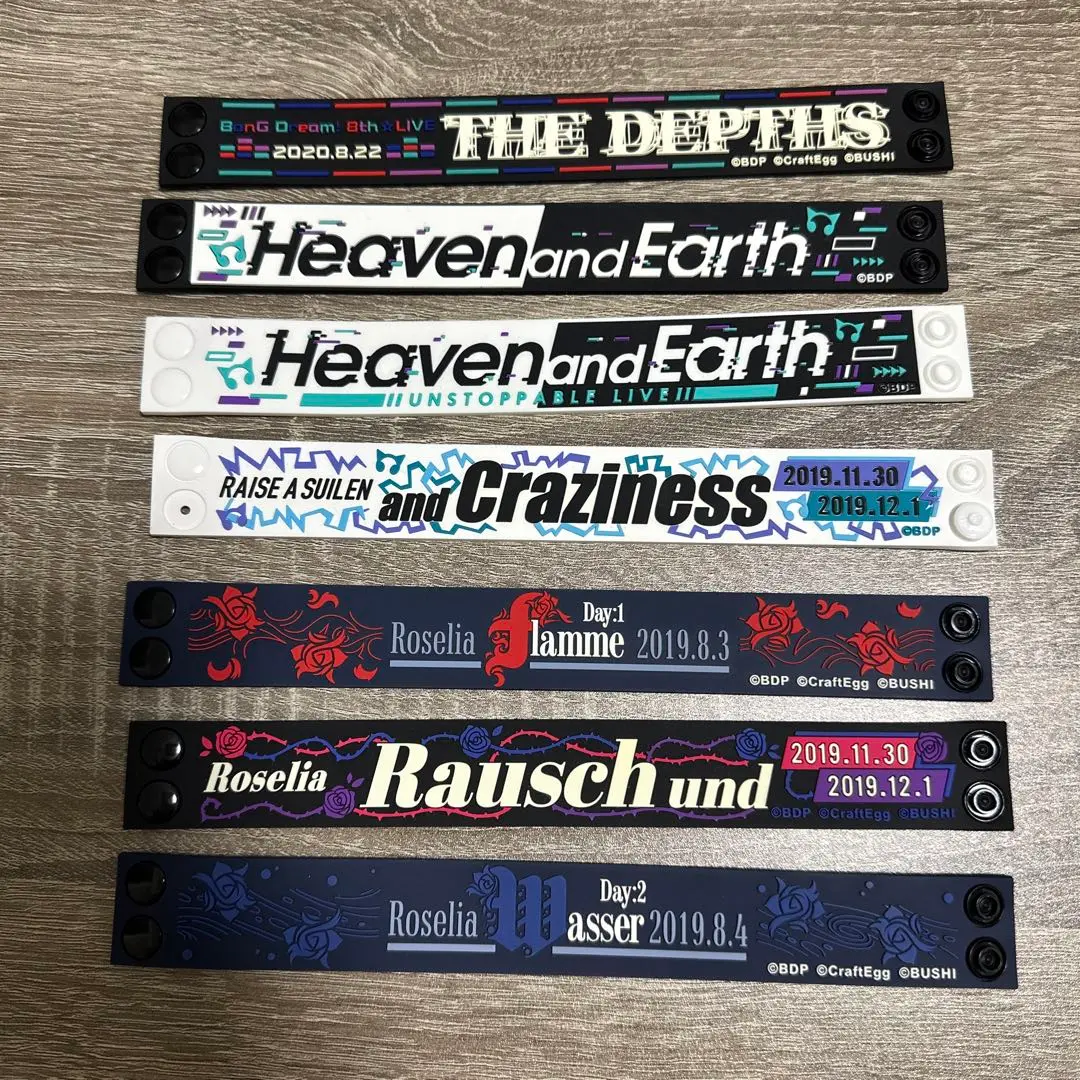 BanG Dream! 8th☆LIVE
2020.8.22
THE DEPTHS
©BDP ©CraftEgg ©BUSHI
Heaven and Earth
©BDP
Heaven and Earth
UNSTOPPABLE LIVE
©BDP
RAISE A SUILEN
and Craziness
2019.11.30
2019.12.1
©BDP
Roselia
Day:1
flamme
2019.8.3
©BDP ©CraftEgg ©BUSHI
Roselia
Rausch und
2019.11.30
2019.12.1
©BDP ©CraftEgg ©BUSHI
Roselia
Day:2
Wasser
2019.8.4
©BDP ©CraftEgg ©BUSHI